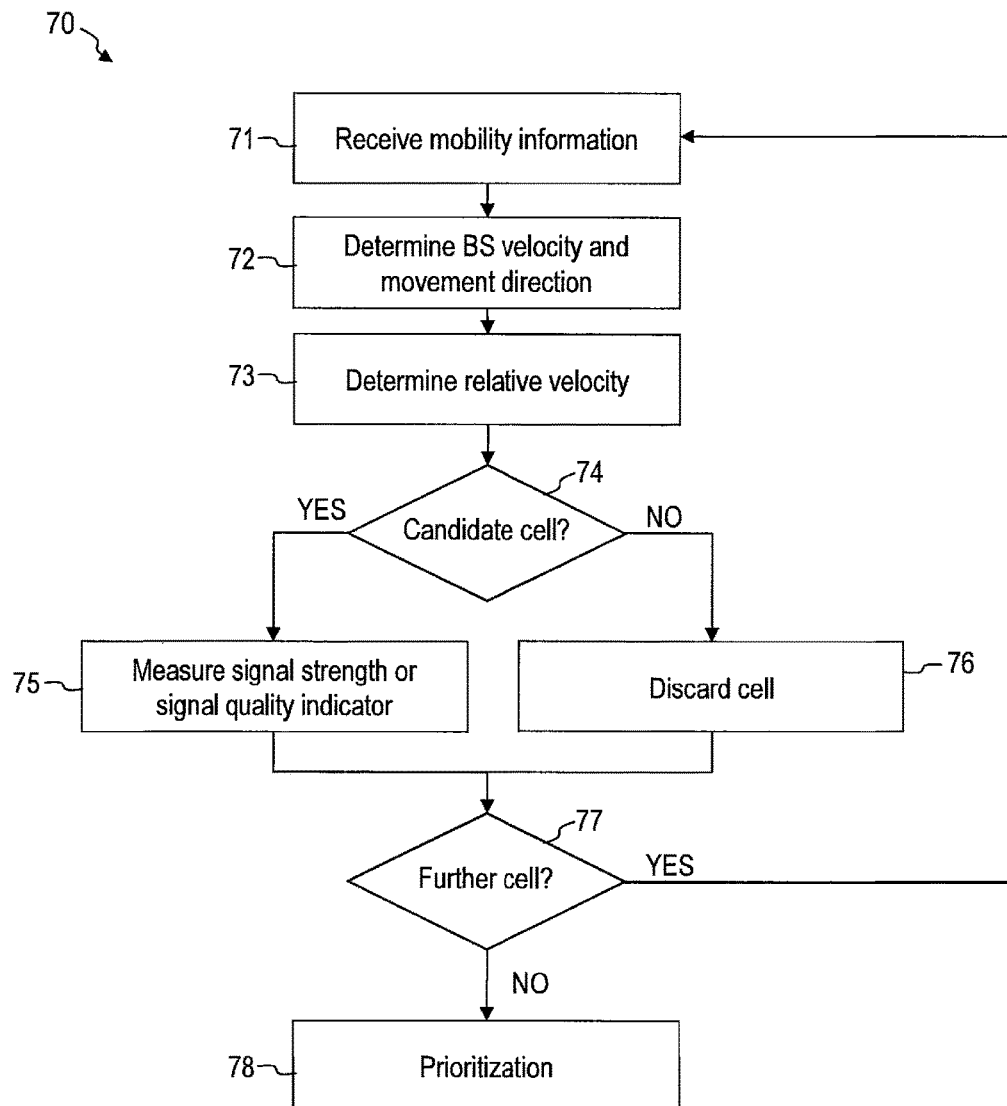 70
71
Receive mobility information
72
Determine BS velocity and
movement direction
73
Determine relative velocity
74
YES
Candidate cell?
NO
75
Measure signal strength or
signal quality indicator
76
Discard cell
77
Further cell?
YES
NO
78
Prioritization